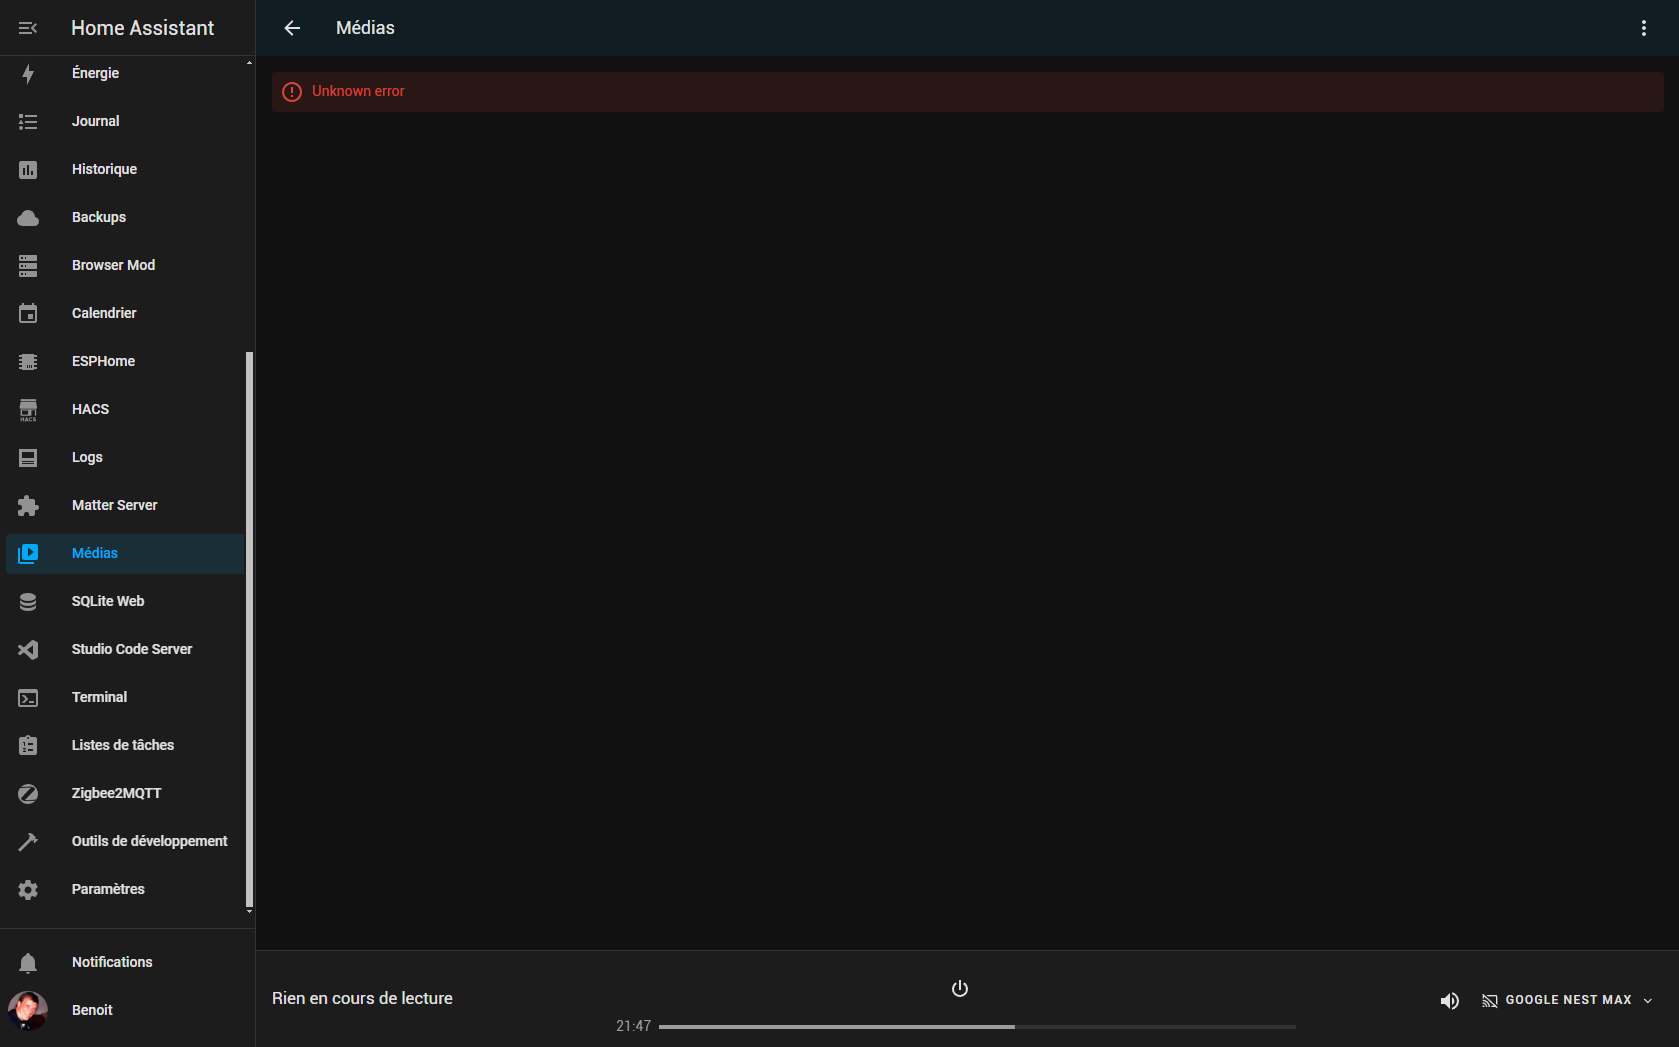 Home Assistant
Énergie
Journal
Historique
Backups
Browser Mod
Calendrier
ESPHome
HACS
HACS
Logs
Matter Server
Médias
SQLite Web
Studio Code Server
Terminal
Listes de tâches
Zigbee2MQTT
Outils de développement
Paramètres
Notifications
Benoit
Médias
Unknown error
Rien en cours de lecture
21:47
GOOGLE NEST MAX